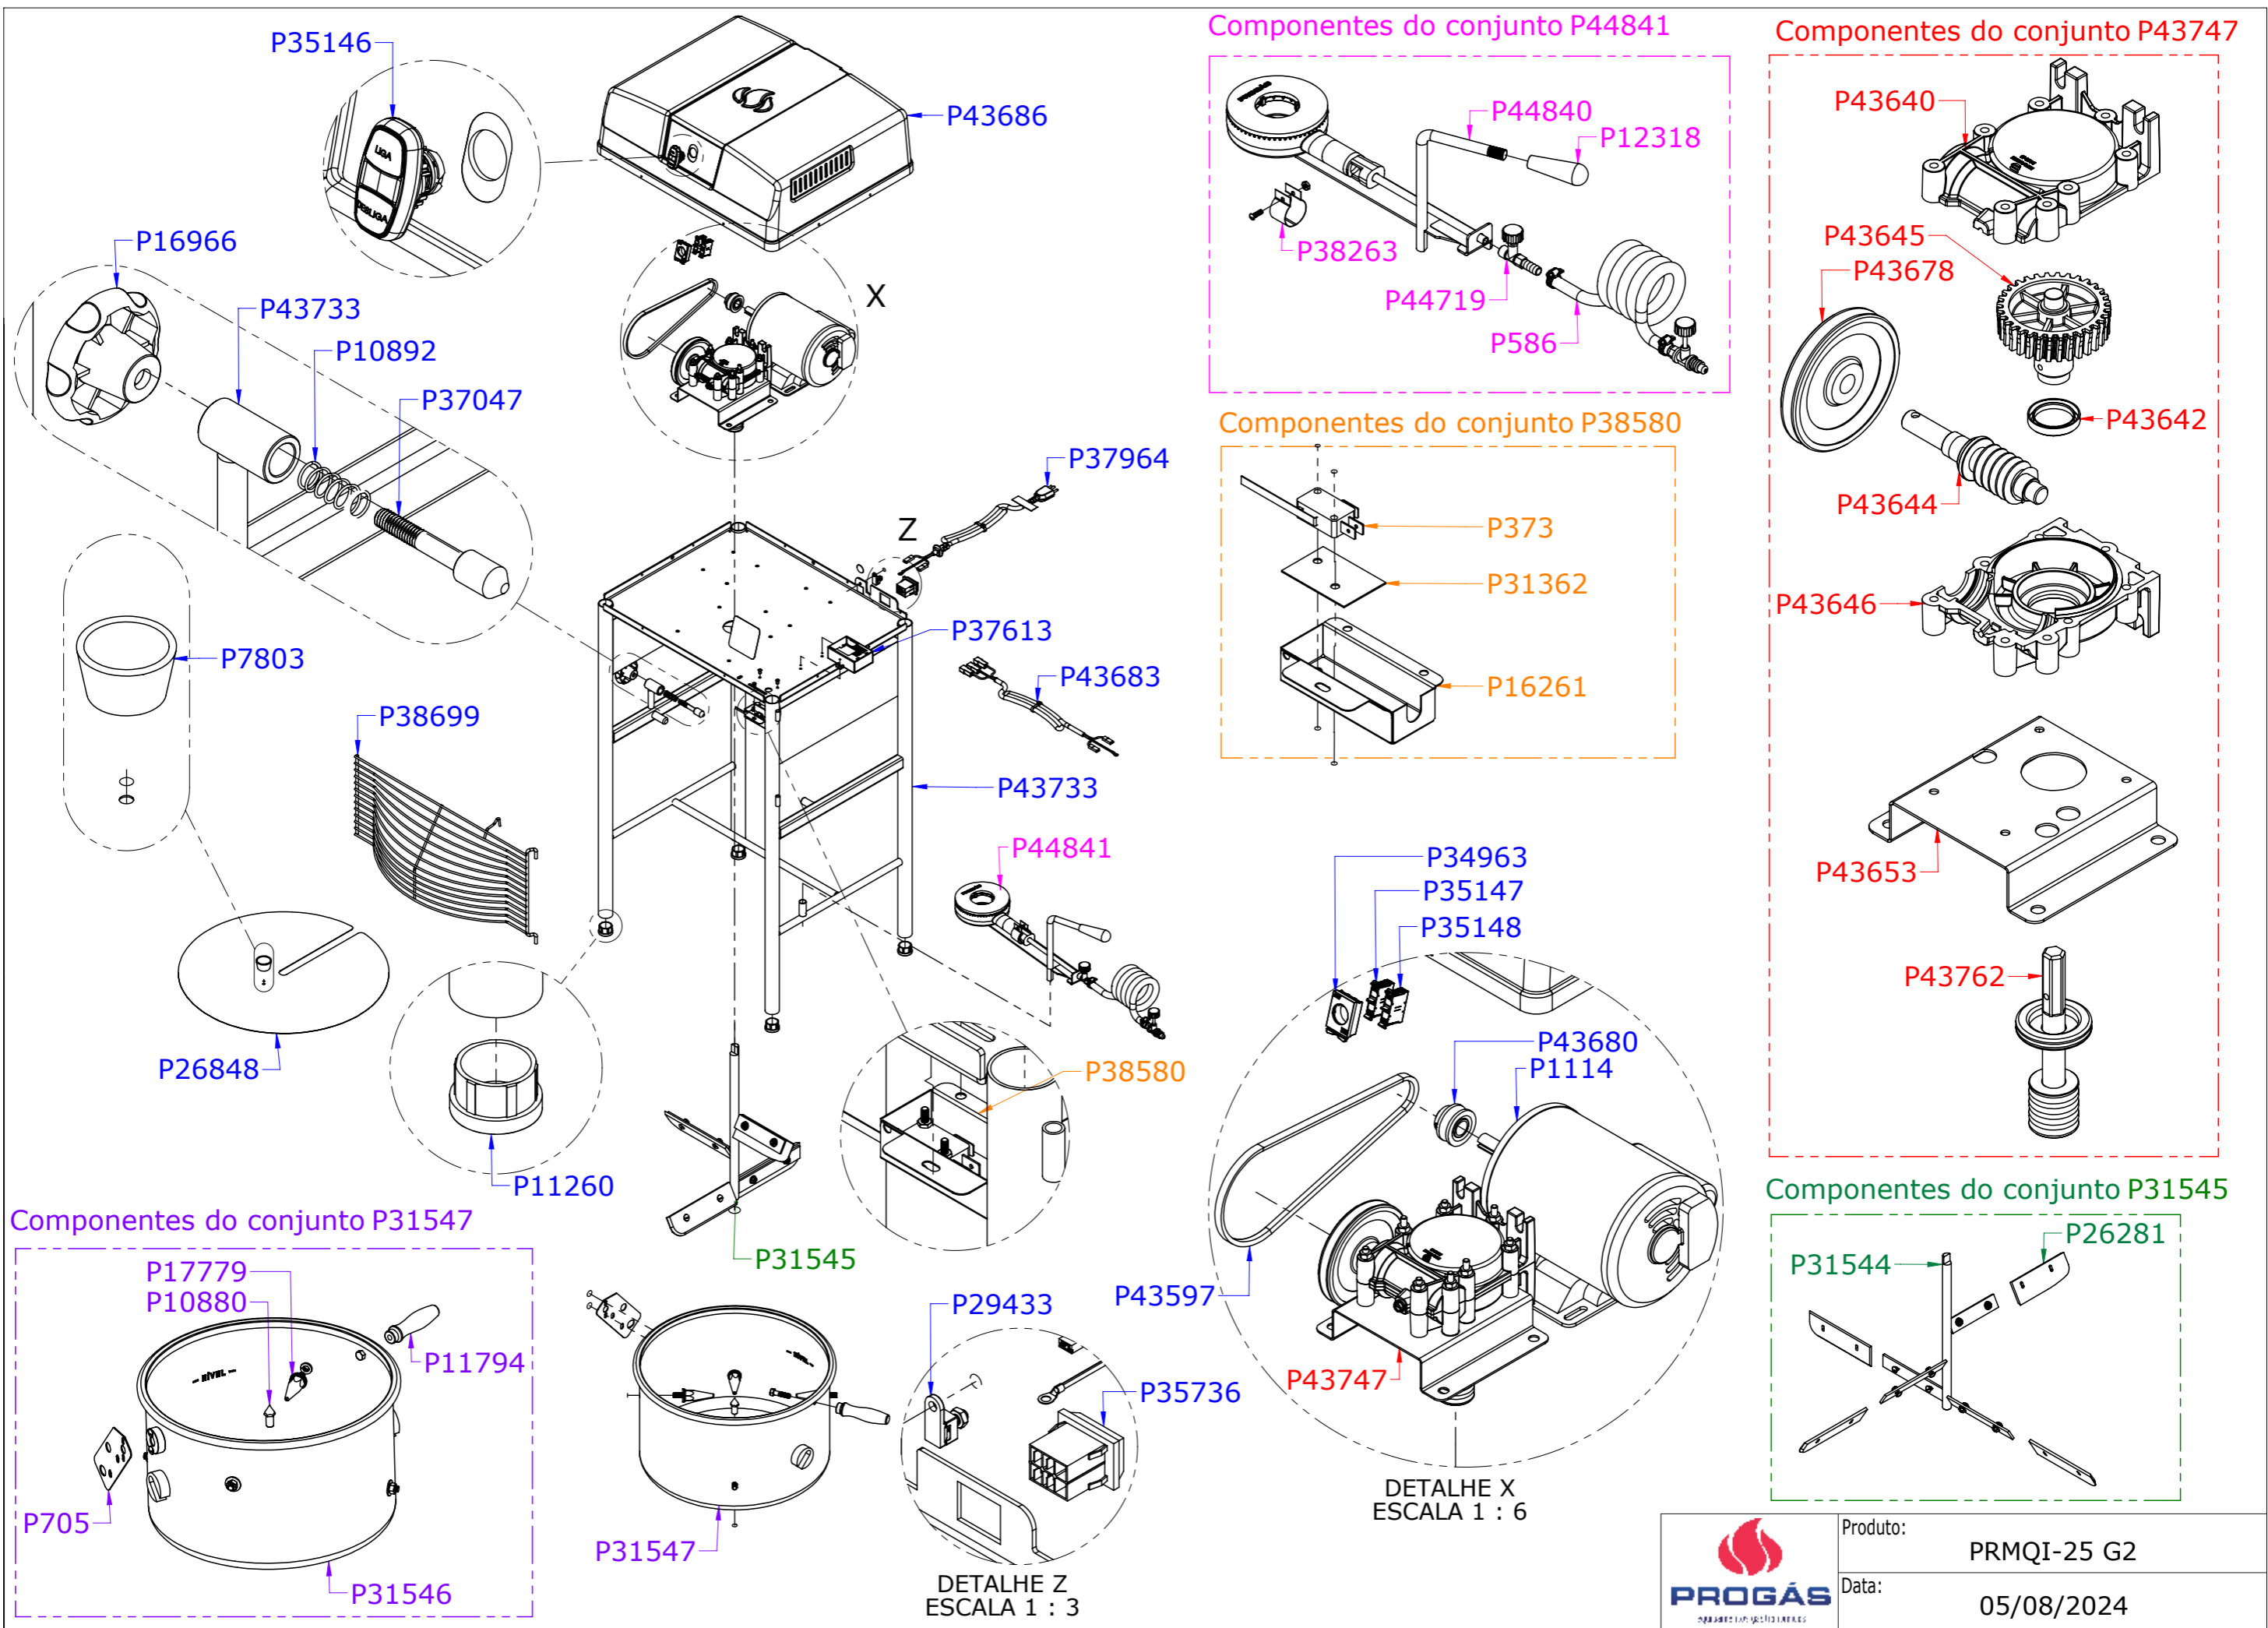 P35146
LIGA
DESLIGA
P43686
P16966
P43733
P10892
P37047
X
P7803
P38699
P26848
P11260
P37964
Z
P37613
P43683
P43733
P44841
P38580
P31545
Componentes do conjunto P44841
P44840
P12318
P38263
P44719
P586
Componentes do conjunto P38580
P373
P31362
P16261
Componentes do conjunto P43747
P43640
P43645
P43678
P43642
P43644
P43646
P43653
P43762
P34963
P35147
P35148
P43680
P1114
P43597
P43747
DETALHE X
ESCALA 1 : 6
Componentes do conjunto P31547
P17779
P10880
P11794
- NÍVEL -
P705
P31546
P31547
P29433
P35736
DETALHE Z
ESCALA 1 : 3
Componentes do conjunto P31545
P26281
P31544
PROGÁS
Produto:
PRMQI-25 G2
Data:
05/08/2024